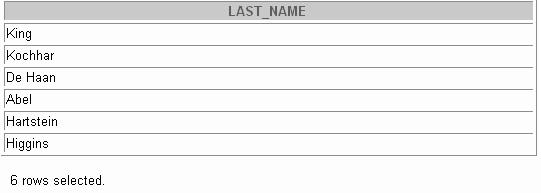 LAST_NAME
King
Kochhar
De Haan
Abel
Hartstein
Higgins
6 rows selected.